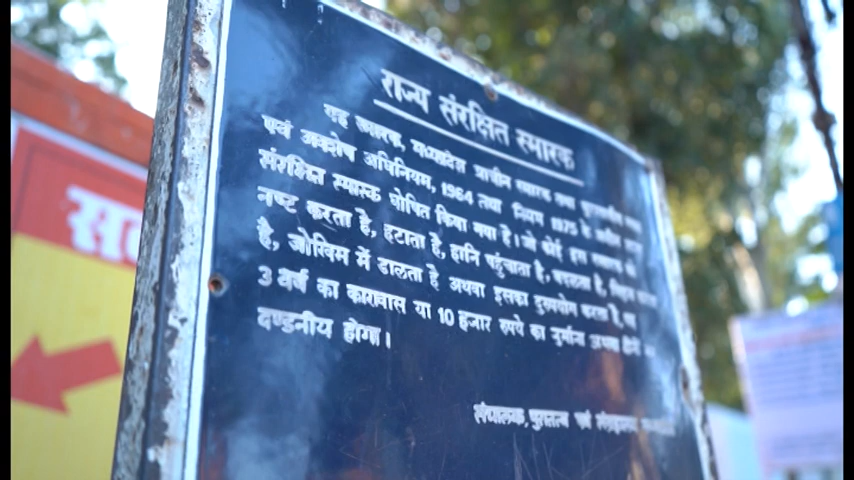 राज्य संरक्षित स्मारक
यह स्मारक, मध्यप्रदेश प्राचीन स्मारक तथा पुरातत्वीय स्थल
एवं अवशेष अधिनियम, 1964 तथा नियम 1975 के अधीन राज्य
संरक्षित स्मारक घोषित किया गया है। जो कोई इस स्मारक को
नष्ट करता है, हटाता है, हानि पहुंचाता है, बदलता है, विकृत करता
है, जोखिम में डालता है अथवा इसका दुरुपयोग करता है, वह
3 वर्ष का कारावास या 10 हजार रुपये का जुर्माना अथवा दोनों
दण्डनीय होगा।
संचालक, पुरातत्व एवं संग्रहालय